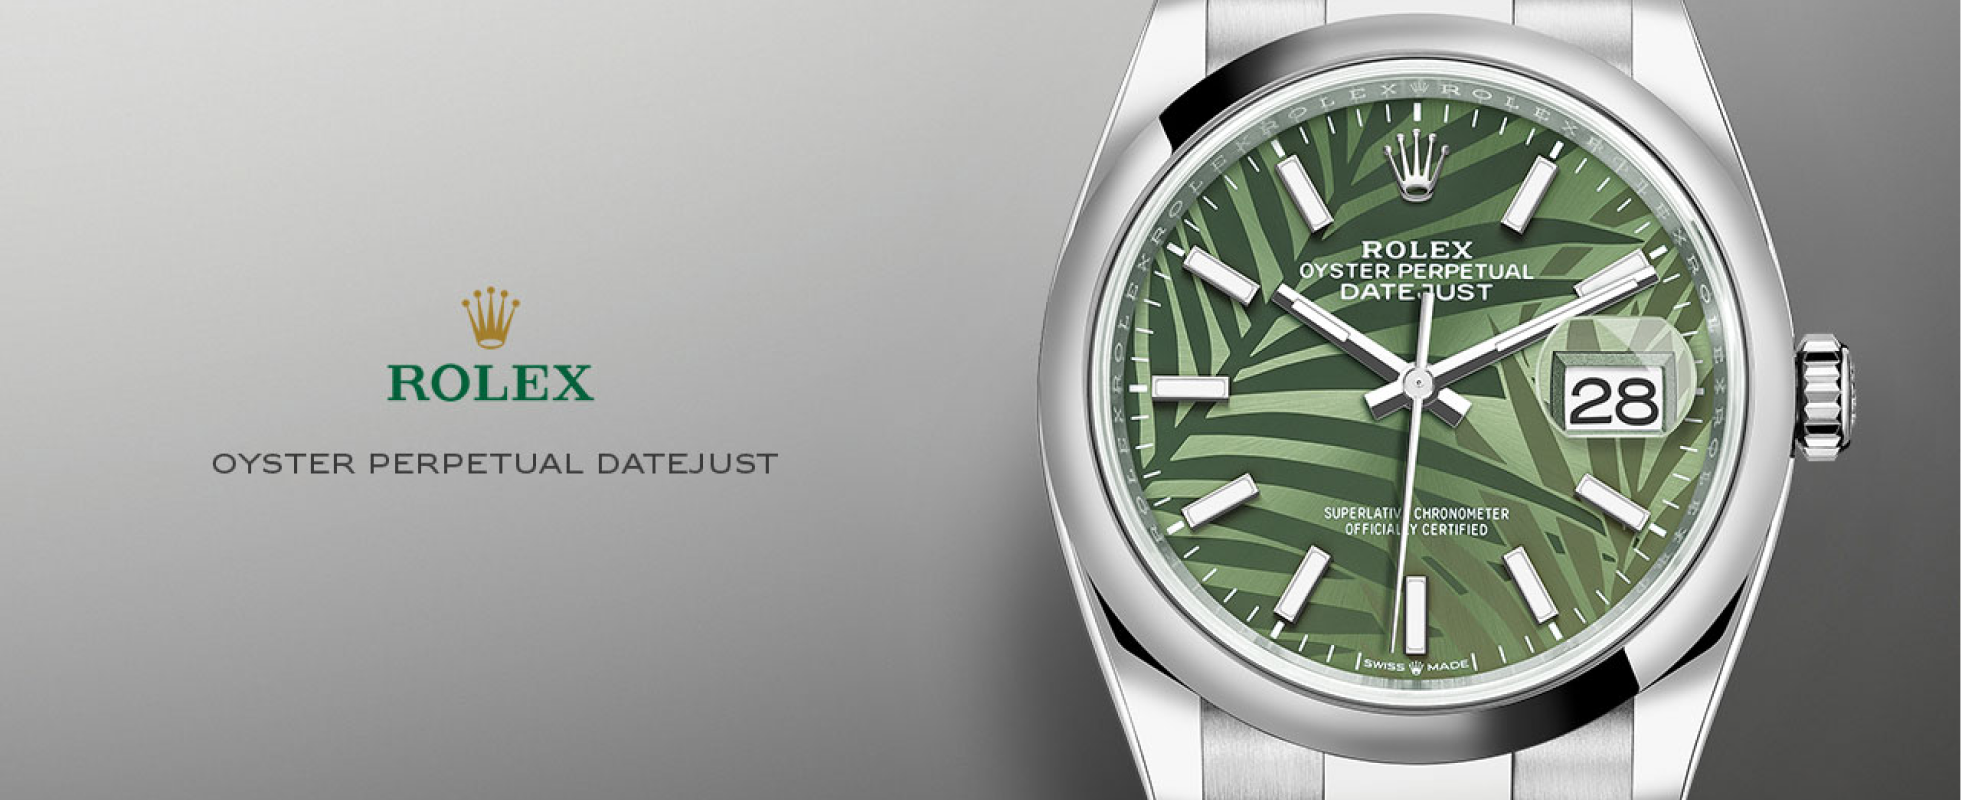 ROLEX
OYSTER PERPETUAL DATEJUST
ROLEX
OYSTER PERPETUAL
DATEJUST
28
SUPERLATIVE CHRONOMETER
OFFICIALLY CERTIFIED
SWISS MADE